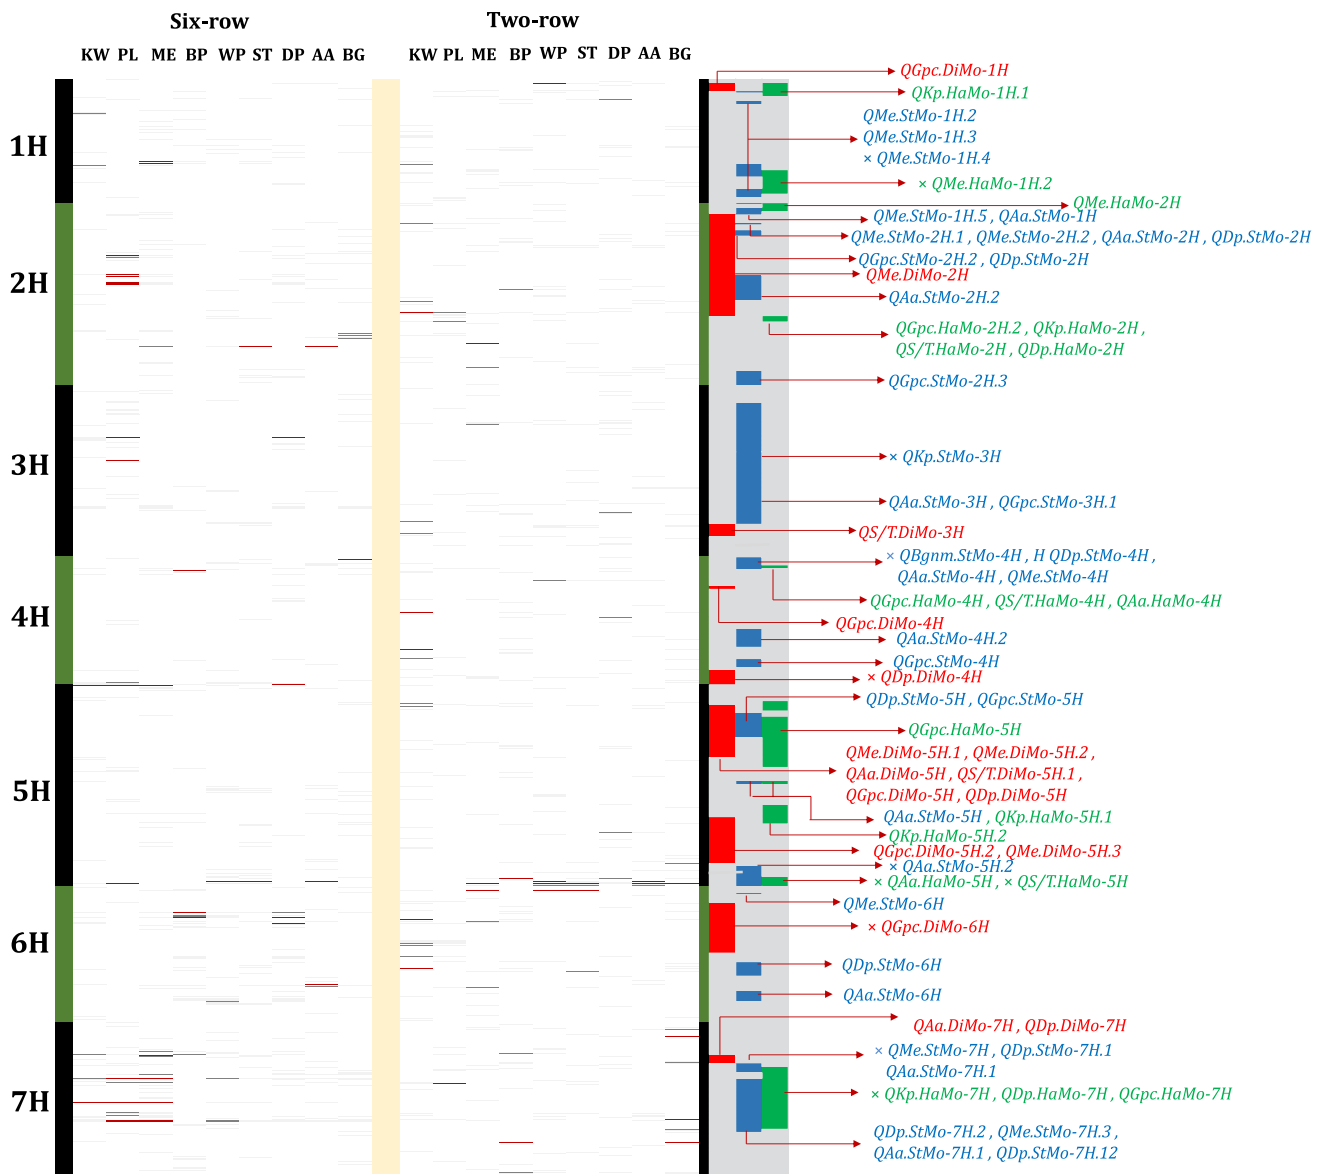 Six-row Two-row
KW PL ME BP WP ST DP AA BG KW PL ME BP WP ST DP AA BG
QGpc.DiMo-1H
QKp.HaMo-1H.1
QMe.StMo-1H.2
1H
QMe.StMo-1H.3
× QMe.StMo-1H.4
× QMe.HaMo-1H.2
QMe.HaMo-2H
QMe.StMo-1H.5 , QAa.StMo-1H
QMe.StMo-2H.1 , QMe.StMo-2H.2 , QAa.StMo-2H , QDp.StMo-2H
QGpc.StMo-2H.2 , QDp.StMo-2H
QMe.DiMo-2H
2H
QAa.StMo-2H.2
QGpc.HaMo-2H.2 , QKp.HaMo-2H ,
QS/T.HaMo-2H , QDp.HaMo-2H
QGpc.StMo-2H.3
3H
× QKp.StMo-3H
QAa.StMo-3H , QGpc.StMo-3H.1
QS/T.DiMo-3H
× QBgnm.StMo-4H , H QDp.StMo-4H ,
QAa.StMo-4H , QMe.StMo-4H
QGpc.HaMo-4H , QS/T.HaMo-4H , QAa.HaMo-4H
4H
QGpc.DiMo-4H
QAa.StMo-4H.2
QGpc.StMo-4H
× QDp.DiMo-4H
QDp.StMo-5H , QGpc.StMo-5H
QGpc.HaMo-5H
QMe.DiMo-5H.1 , QMe.DiMo-5H.2 ,
QAa.DiMo-5H , QS/T.DiMo-5H.1 ,
5H
QGpc.DiMo-5H , QDp.DiMo-5H
QAa.StMo-5H , QKp.HaMo-5H.1
QKp.HaMo-5H.2
QGpc.DiMo-5H.2 , QMe.DiMo-5H.3
× QAa.StMo-5H.2
× QAa.HaMo-5H , × QS/T.HaMo-5H
QMe.StMo-6H
× QGpc.DiMo-6H
6H
QDp.StMo-6H
QAa.StMo-6H
QAa.DiMo-7H , QDp.DiMo-7H
× QMe.StMo-7H , QDp.StMo-7H.1
QAa.StMo-7H.1
× QKp.HaMo-7H , QDp.HaMo-7H , QGpc.HaMo-7H
7H
QDp.StMo-7H.2 , QMe.StMo-7H.3 ,
QAa.StMo-7H.1 , QDp.StMo-7H.12